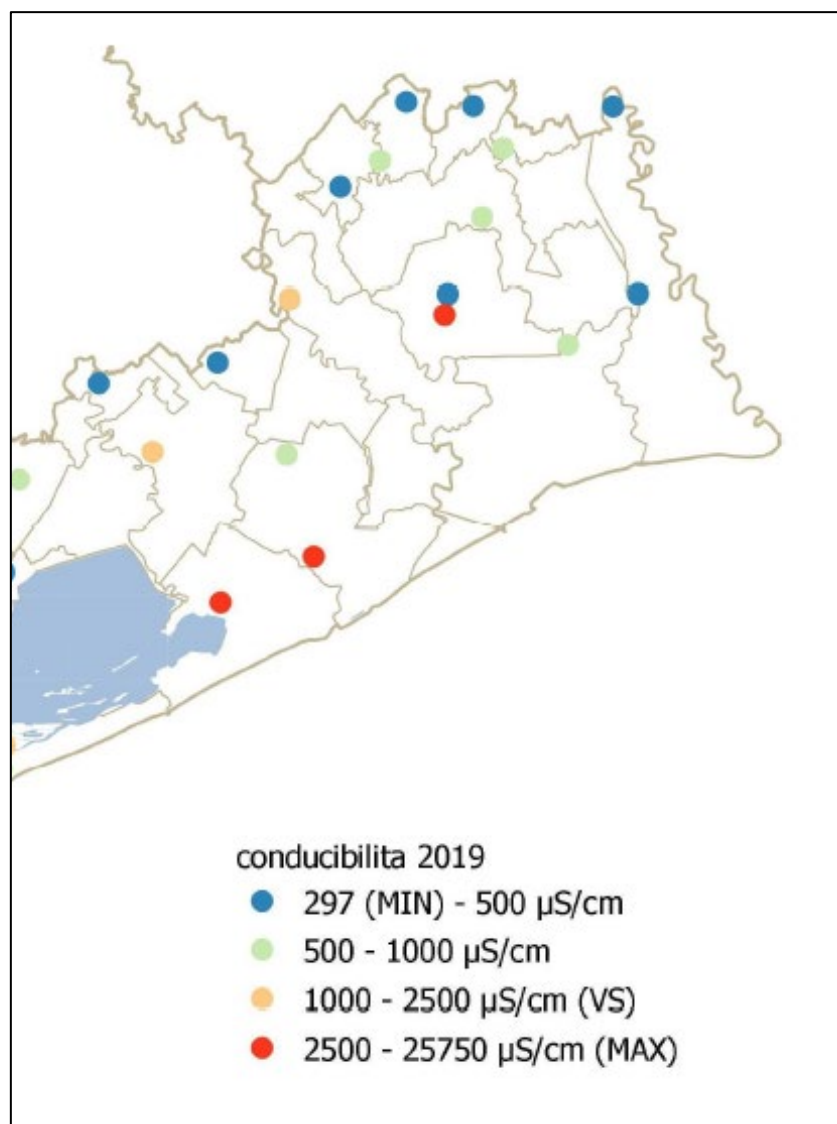 conducibilita 2019
297 (MIN) - 500 µS/cm
500 - 1000 µS/cm
1000 - 2500 µS/cm (VS)
2500 - 25750 µS/cm (MAX)